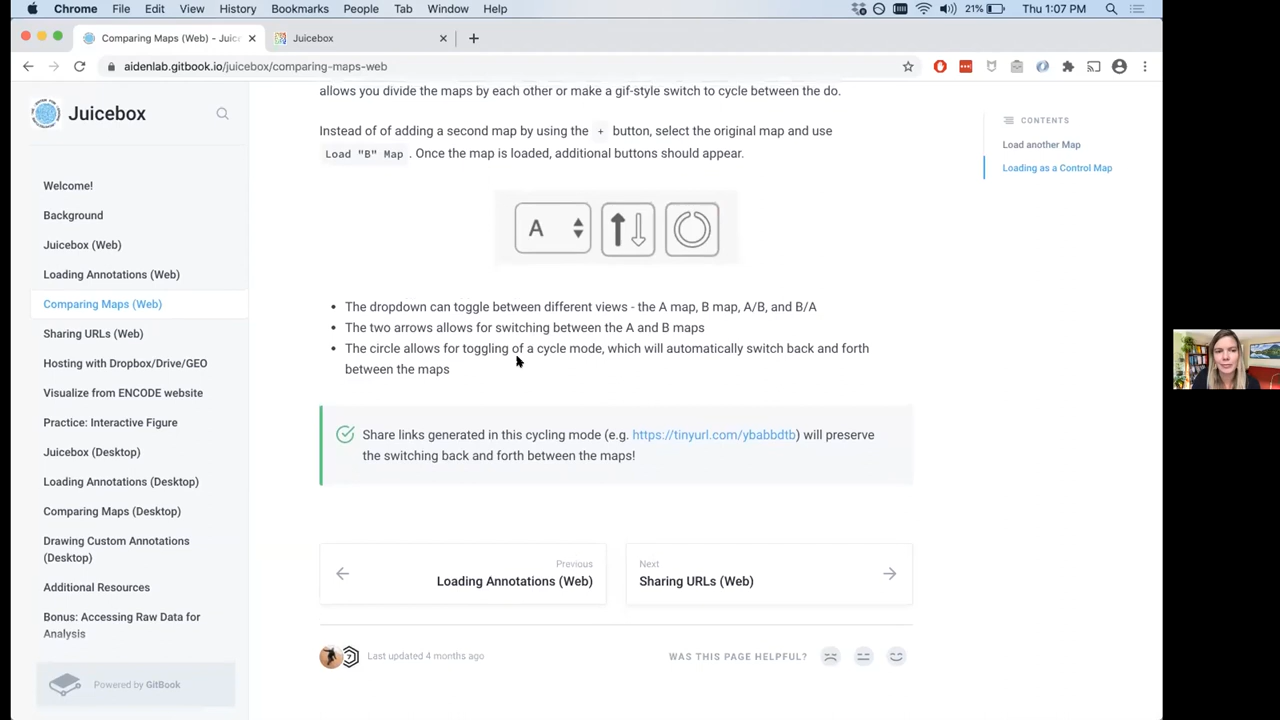 Chrome File Edit View History Bookmarks People Tab Window Help 21% Thu 1:07 PM
Comparing Maps (Web) - Juic
Juicebox
aidenlab.gitbook.io/juicebox/comparing-maps-web
Juicebox
Welcome!
Background
Juicebox (Web)
Loading Annotations (Web)
Comparing Maps (Web)
Sharing URLs (Web)
Hosting with Dropbox/Drive/GEO
Visualize from ENCODE website
Practice: Interactive Figure
Juicebox (Desktop)
Loading Annotations (Desktop)
Comparing Maps (Desktop)
Drawing Custom Annotations
(Desktop)
Additional Resources
Bonus: Accessing Raw Data for
Analysis
Powered by GitBook
allows you divide the maps by each other or make a gif-style switch to cycle between the do.
Instead of of adding a second map by using the + button, select the original map and use
Load "B" Map . Once the map is loaded, additional buttons should appear.
A
• The dropdown can toggle between different views - the A map, B map, A/B, and B/A
• The two arrows allows for switching between the A and B maps
• The circle allows for toggling of a cycle mode, which will automatically switch back and forth
between the maps
Share links generated in this cycling mode (e.g. https://tinyurl.com/ybabbdtb) will preserve
the switching back and forth between the maps!
Previous
Loading Annotations (Web)
Next
Sharing URLs (Web)
Last updated 4 months ago
WAS THIS PAGE HELPFUL?
CONTENTS
Load another Map
Loading as a Control Map